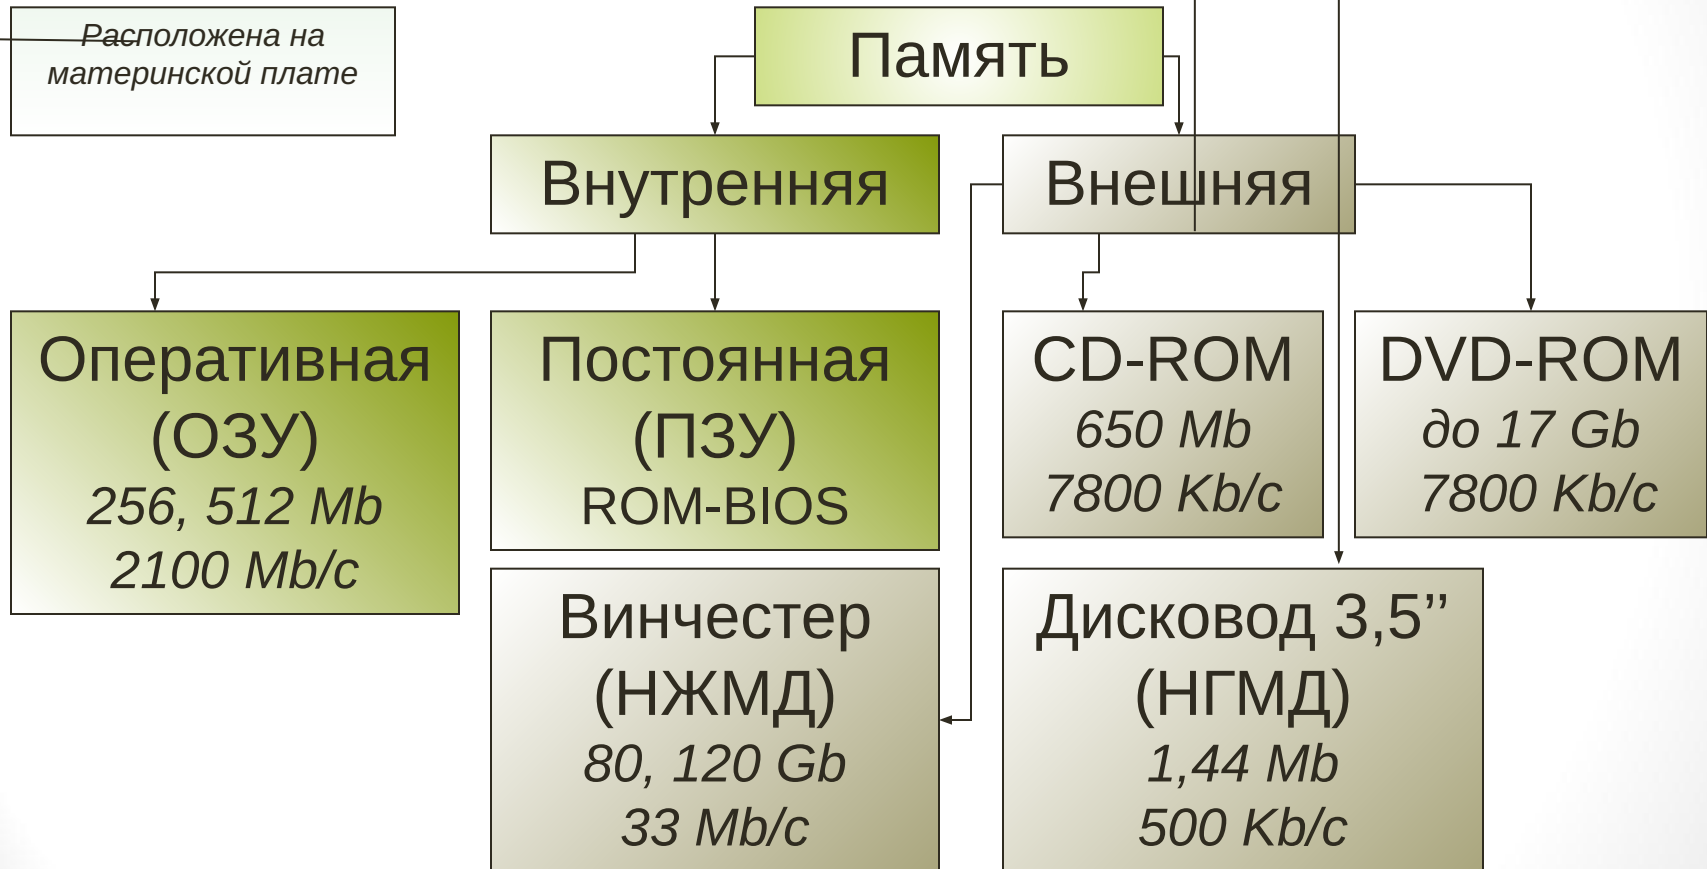 Расположена на
материнской плате
Память
Внутренняя
Внешняя
Оперативная
(ОЗУ)
256, 512 Mb
2100 Mb/c
Постоянная
(ПЗУ)
ROM-BIOS
CD-ROM
650 Mb
7800 Kb/c
DVD-ROM
до 17 Gb
7800 Kb/c
Винчестер
(НЖМД)
80, 120 Gb
33 Mb/c
Дисковод 3,5’’
(НГМД)
1,44 Mb
500 Kb/c